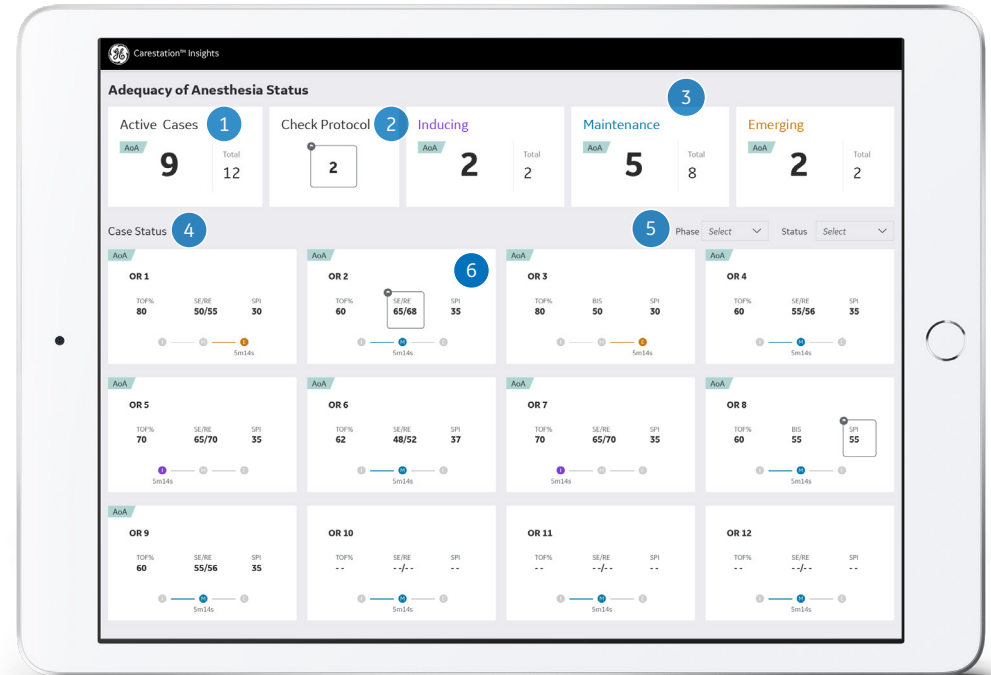 Carestation™ Insights
Adequacy of Anesthesia Status
Active Cases 1
AoA
9
Total
12
Check Protocol 2
2
Inducing
AoA
2
Total
2
3
Maintenance
AoA
5
Total
8
Emerging
AoA
2
Total
2
Case Status 4
5 Phase Select Status Select
AoA
OR 1
TOF% SE/RE SPI
80 50/55 30
I M E
5m14s
AoA
OR 2 6
TOF% SE/RE SPI
60 65/68 35
I M E
5m14s
AoA
OR 3
TOF% BIS SPI
80 50 30
I M E
5m14s
AoA
OR 4
TOF% SE/RE SPI
60 55/56 35
I M E
5m14s
AoA
OR 5
TOF% SE/RE SPI
70 65/70 35
I M E
5m14s
AoA
OR 6
TOF% SE/RE SPI
62 48/52 37
I M E
5m14s
AoA
OR 7
TOF% SE/RE SPI
70 65/70 35
I M E
5m14s
AoA
OR 8
TOF% BIS SPI
60 55 55
I M E
5m14s
AoA
OR 9
TOF% SE/RE SPI
60 55/56 35
I M E
5m14s
OR 10
TOF% SE/RE SPI
-- --/-- --
I M E
5m14s
OR 11
TOF% SE/RE SPI
-- --/-- --
I M E
5m14s
OR 12
TOF% SE/RE SPI
-- --/-- --
I M E
5m14s